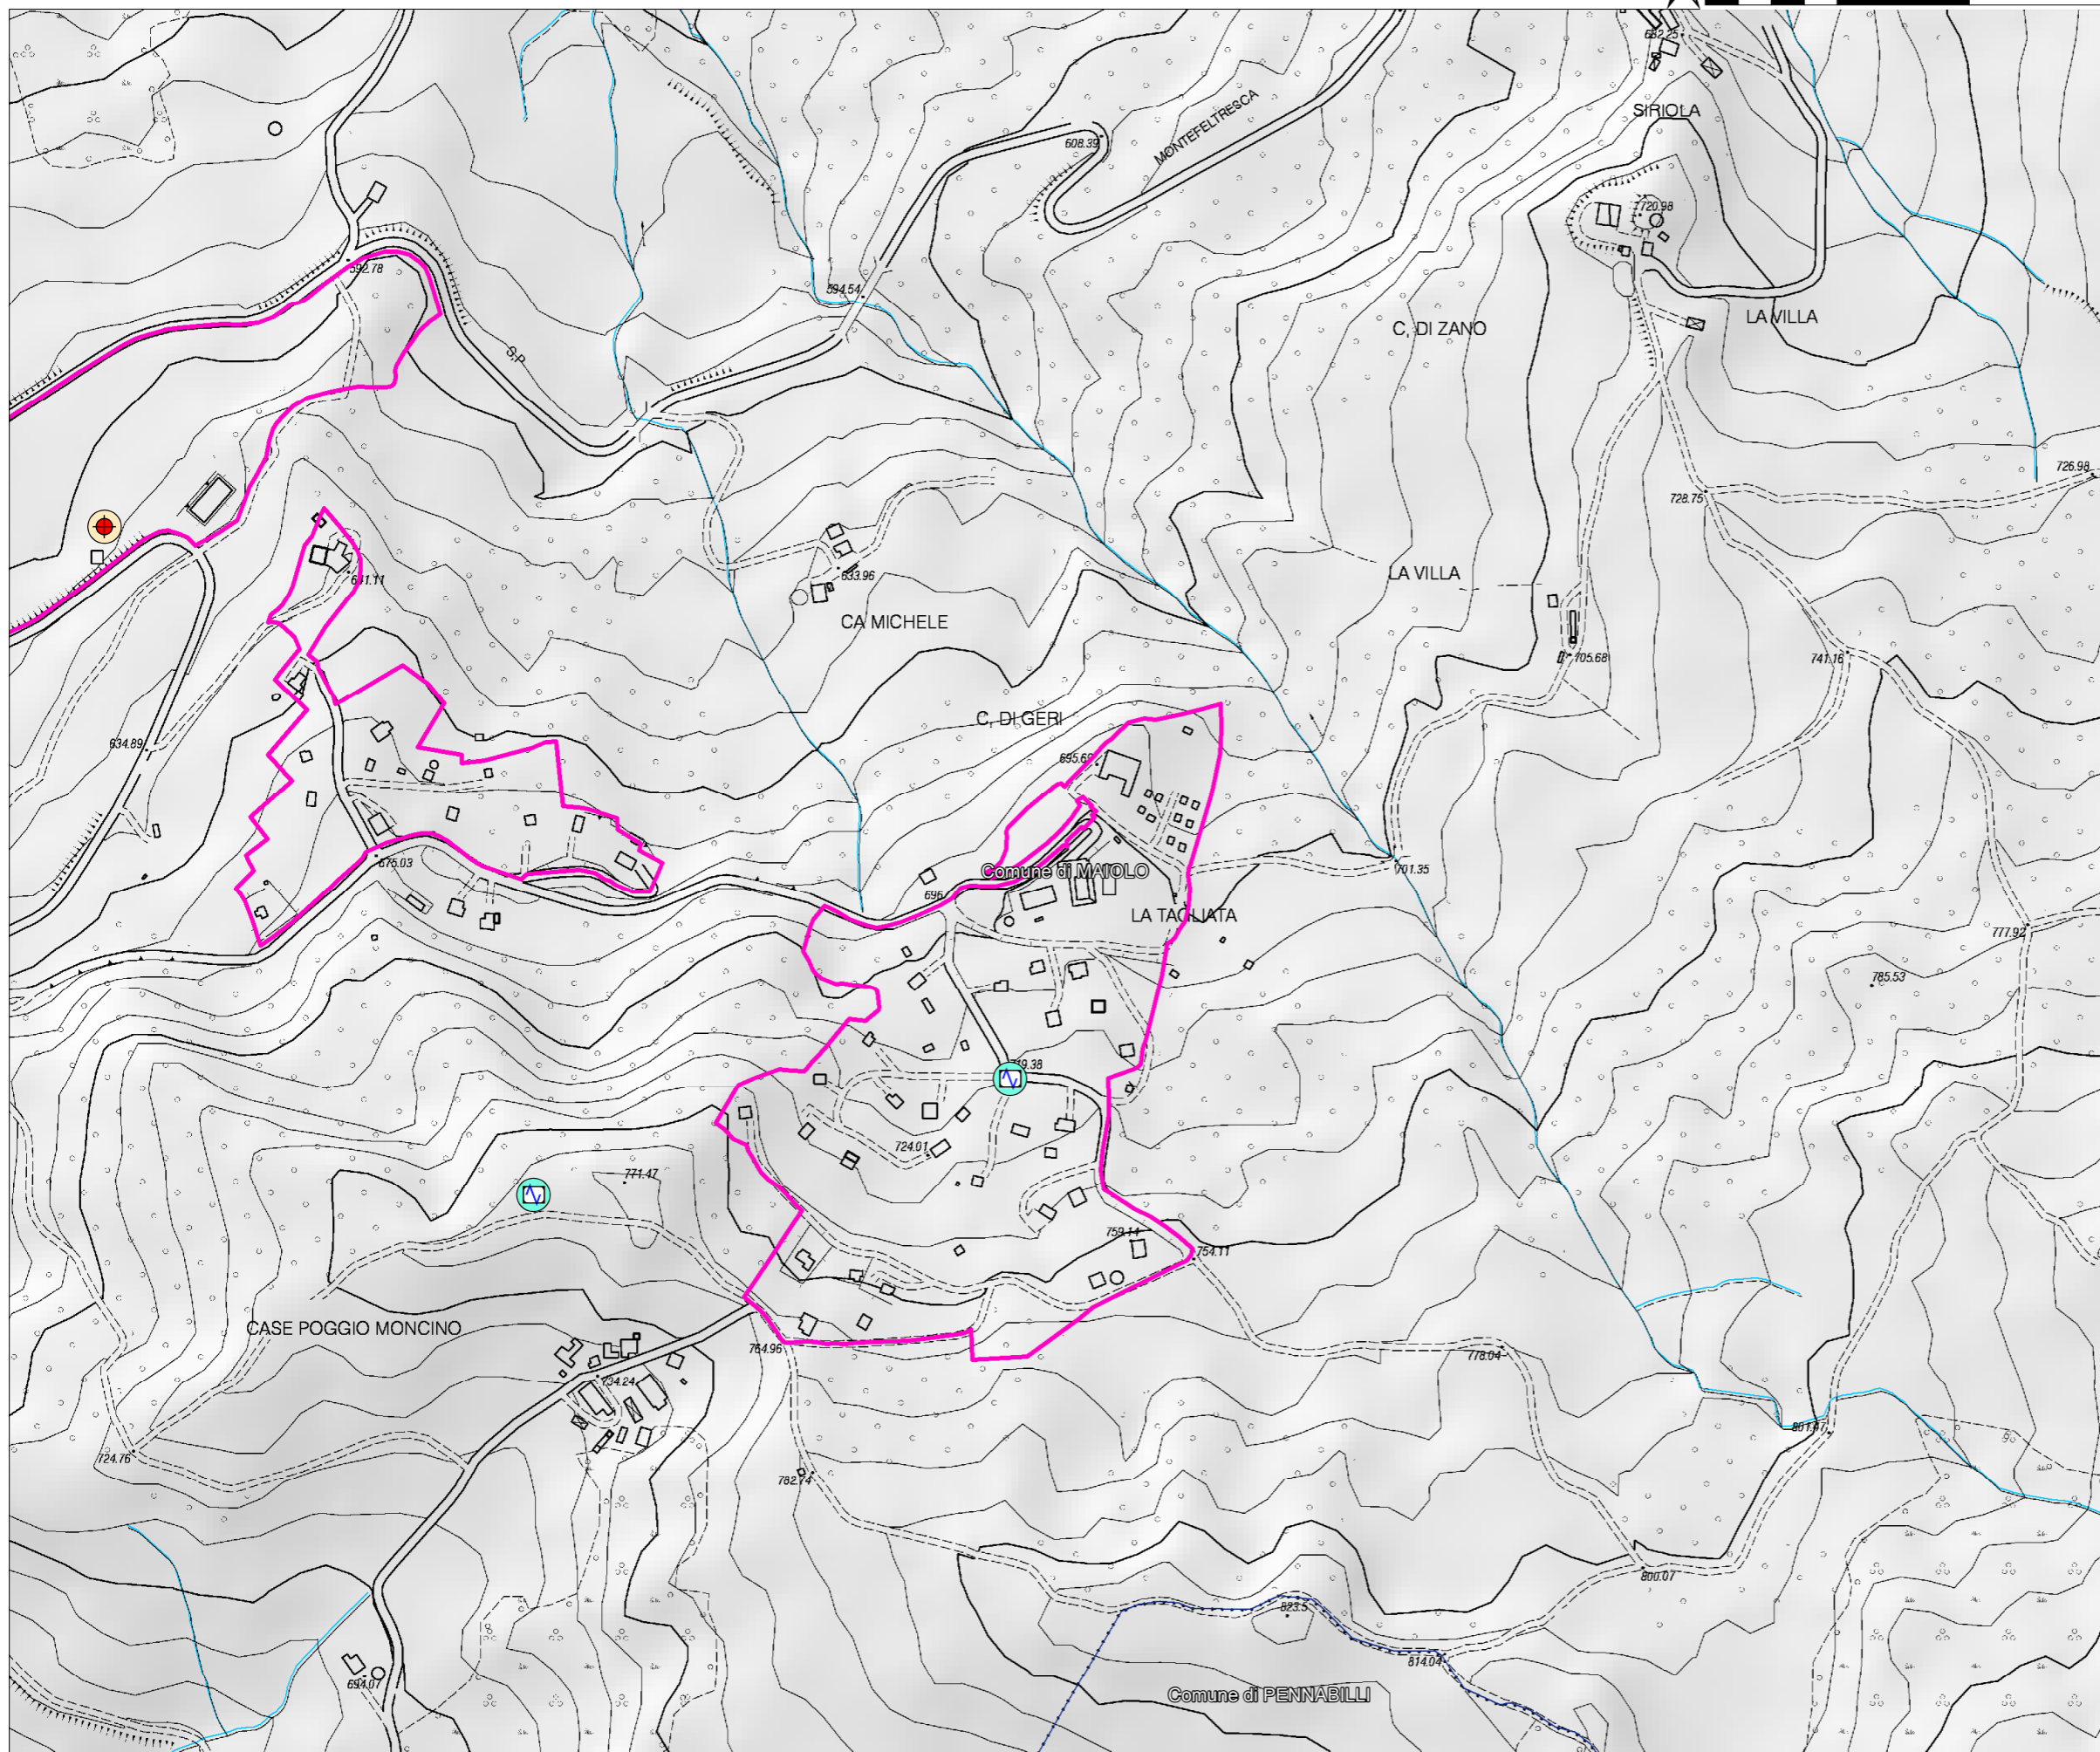 632.25
SIRIOLA
608.39
MONTEFELTRESCA
720.98
592.78
594.54
C. DI ZANO
LA VILLA
S.P.
726.98
728.75
631.11
633.96
LA VILLA
CA MICHELE
705.68
741.16
C. DI GERI
634.89
695.69
675.03
Comune di MAIOLO
701.35
696
LA TAGLIATA
777.92
785.53
719.38
724.01
771.47
759.14
754.11
CASE POGGIO MONCINO
764.96
778.04
734.24
801.47
724.76
782.74
800.07
823.5
814.04
694.07
Comune di PENNABILLI